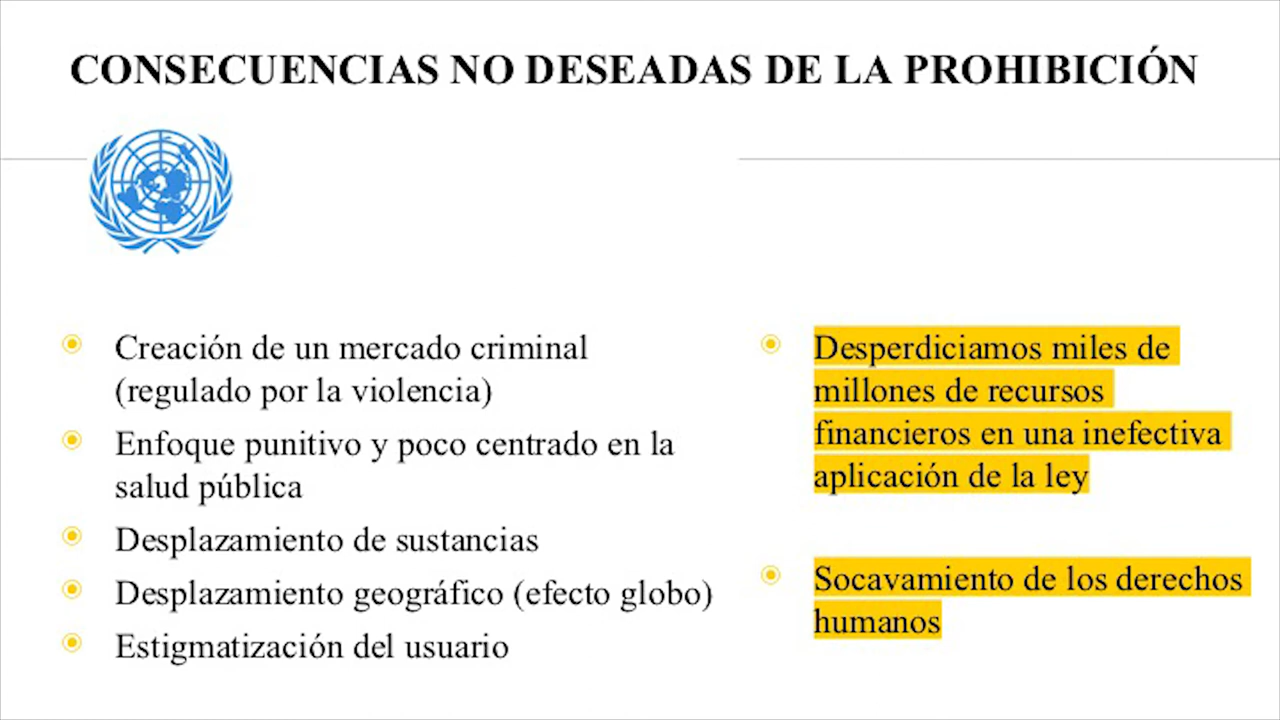 CONSECUENCIAS NO DESEADAS DE LA PROHIBICIÓN
Creación de un mercado criminal
(regulado por la violencia)
Enfoque punitivo y poco centrado en la
salud pública
Desplazamiento de sustancias
Desplazamiento geográfico (efecto globo)
Estigmatización del usuario
Desperdiciamos miles de
millones de recursos
financieros en una inefectiva
aplicación de la ley
Socavamiento de los derechos
humanos